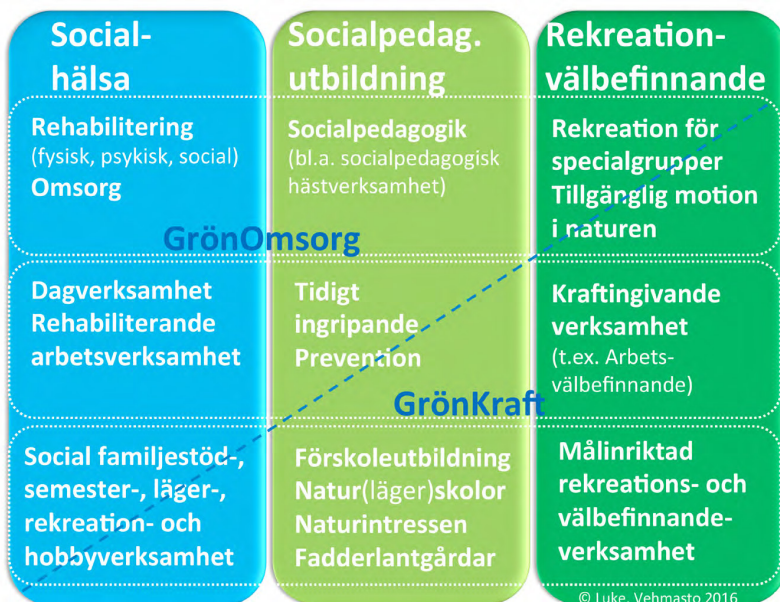 Social-
hälsa
Socialpedag.
utbildning
Rekreation-
välbefinnande
Rehabilitering
(fysisk, psykisk, social)
Omsorg
Socialpedagogik
(bl.a. socialpedagogisk
hästverksamhet)
Rekreation för
specialgrupper
Tillgänglig motion
i naturen
GrönOmsorg
Dagverksamhet
Rehabiliterande
arbetsverksamhet
Tidigt
ingripande
Prevention
Kraftingivande
verksamhet
(t.ex. Arbets-
välbefinnande)
GrönKraft
Social familjestöd-,
semester-, läger-,
rekreation- och
hobbyverksamhet
Förskoleutbildning
Natur(läger)skolor
Naturintressen
Fadderlantgårdar
Målinriktad
rekreations- och
välbefinnande-
verksamhet
© Luke, Vehmasto 2016